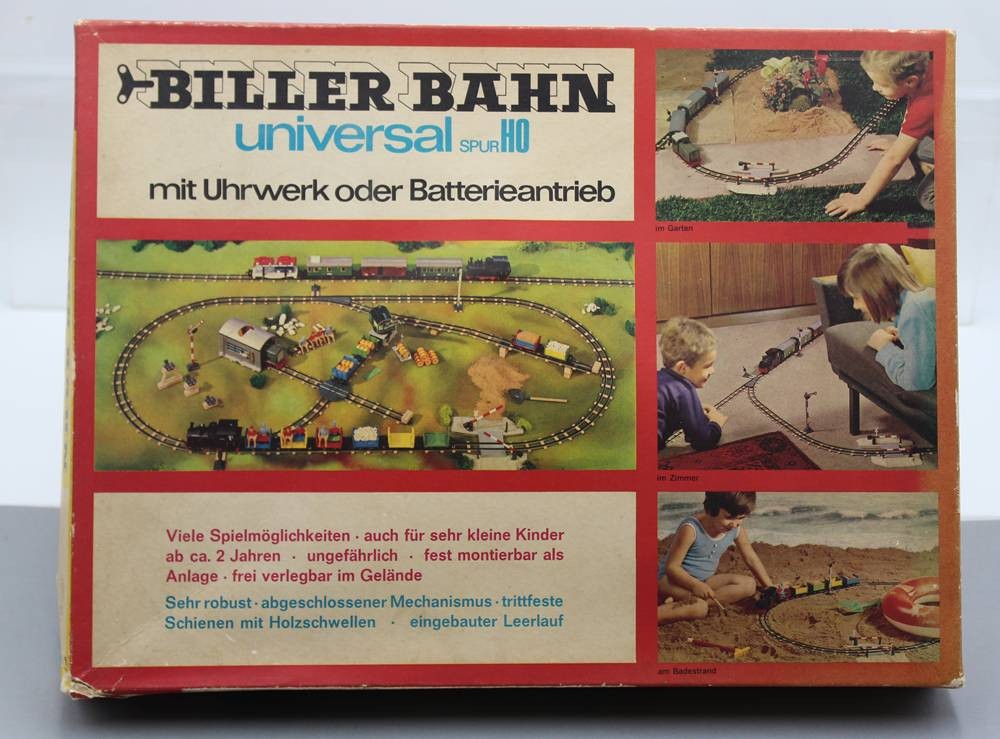 BILLER BAHN
universal SPUR HO
mit Uhrwerk oder Batterieantrieb
im Garten
im Zimmer
Viele Spielmöglichkeiten · auch für sehr kleine Kinder
ab ca. 2 Jahren · ungefährlich · fest montierbar als
Anlage · frei verlegbar im Gelände
Sehr robust · abgeschlossener Mechanismus · trittfeste
Schienen mit Holzschwellen · eingebauter Leerlauf
am Badestrand